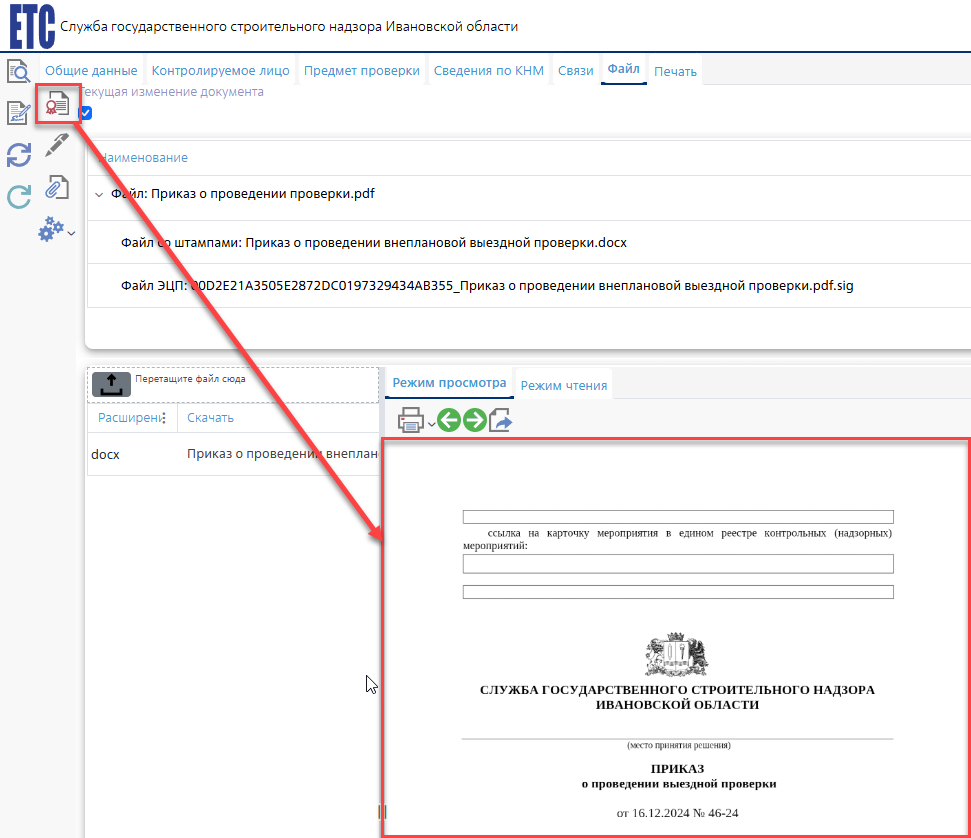 ETC Служба государственного строительного надзора Ивановской области
Общие данные Контролируемое лицо Предмет проверки Сведения по КНМ Связи Файл Печать
Текущая изменение документа
Наименование
Файл: Приказ о проведении проверки.pdf
Файл со штампами: Приказ о проведении внеплановой выездной проверки.docx
Файл ЭЦП: 00D2E21A3505E2872DC0197329434AB355_Приказ о проведении внеплановой выездной проверки.pdf.sig
Перетащите файл сюда
Режим просмотра Режим чтения
Расширени Скачать
docx Приказ о проведении внеплан
ссылка на карточку мероприятия в едином реестре контрольных (надзорных)
мероприятий:
СЛУЖБА ГОСУДАРСТВЕННОГО СТРОИТЕЛЬНОГО НАДЗОРА
ИВАНОВСКОЙ ОБЛАСТИ
(место принятия решения)
ПРИКАЗ
о проведении выездной проверки
от 16.12.2024 № 46-24